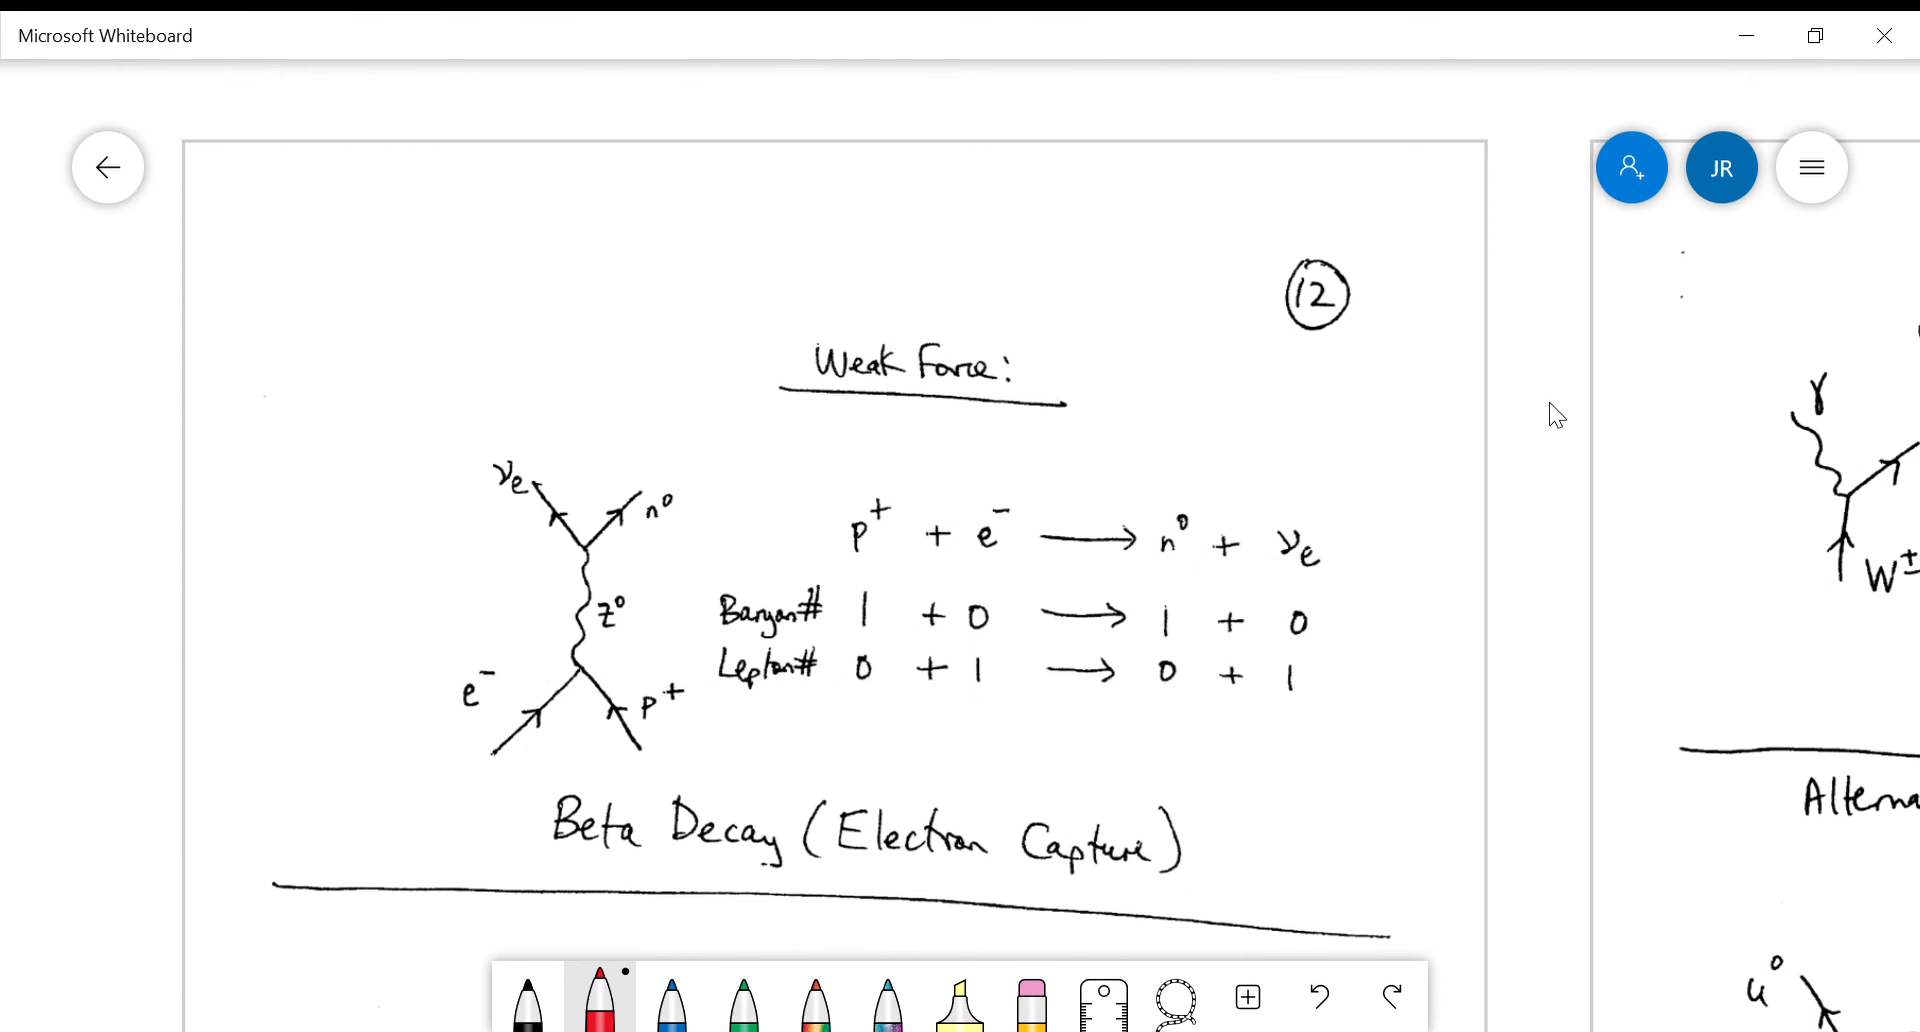 Microsoft Whiteboard
JR
12
Weak Force:
νe n⁰
p⁺ + e⁻ → n⁰ + νe
Z⁰
Baryon# 1 + 0 → 1 + 0
Lepton# 0 + 1 → 0 + 1
e⁻ p⁺
Beta Decay (Electron Capture)
γ
W±
Alterna